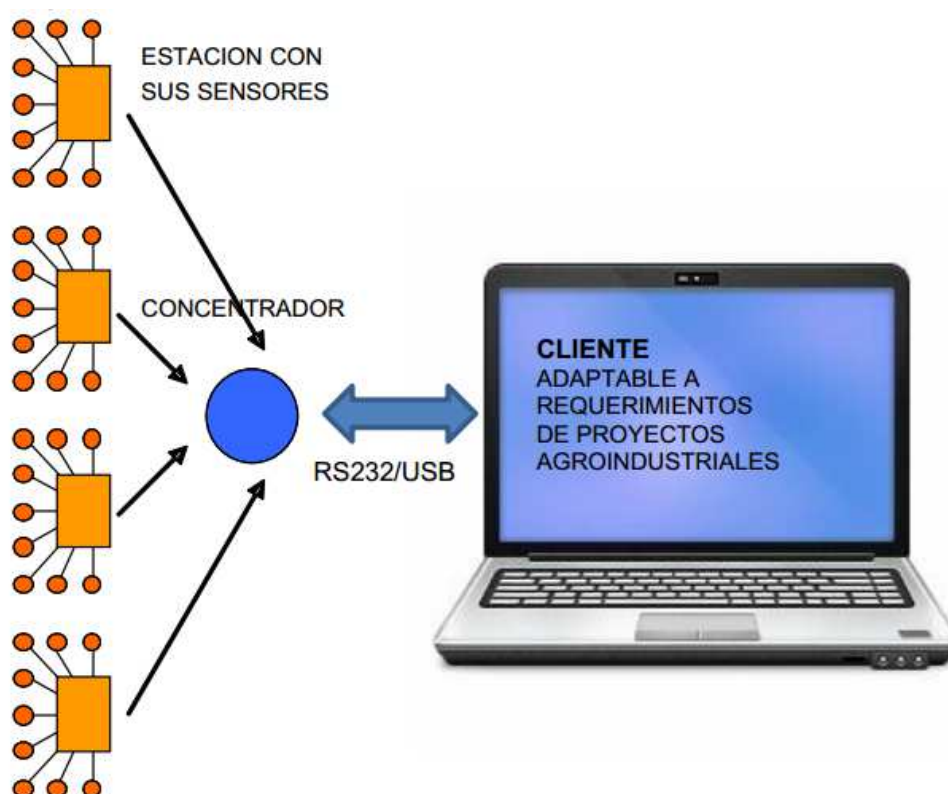 ESTACION CON
SUS SENSORES
CONCENTRADOR
RS232/USB
CLIENTE
ADAPTABLE A
REQUERIMIENTOS
DE PROYECTOS
AGROINDUSTRIALES